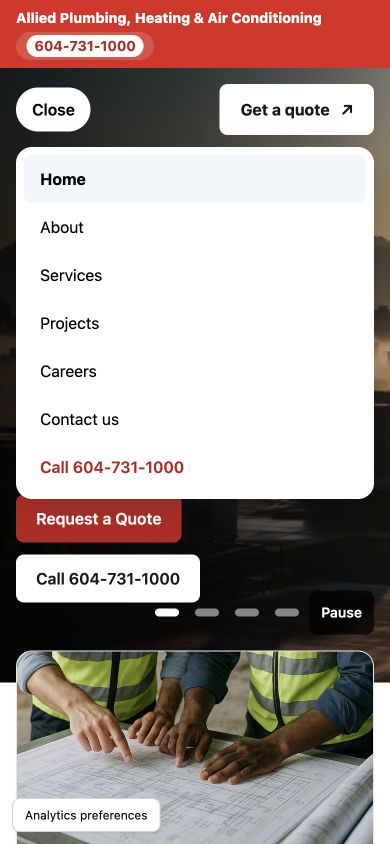 Allied Plumbing, Heating & Air Conditioning
604-731-1000
Close
Get a quote ↗
Home
About
Services
Projects
Careers
Contact us
Call 604-731-1000
Request a Quote
Call 604-731-1000
Pause
Analytics preferences